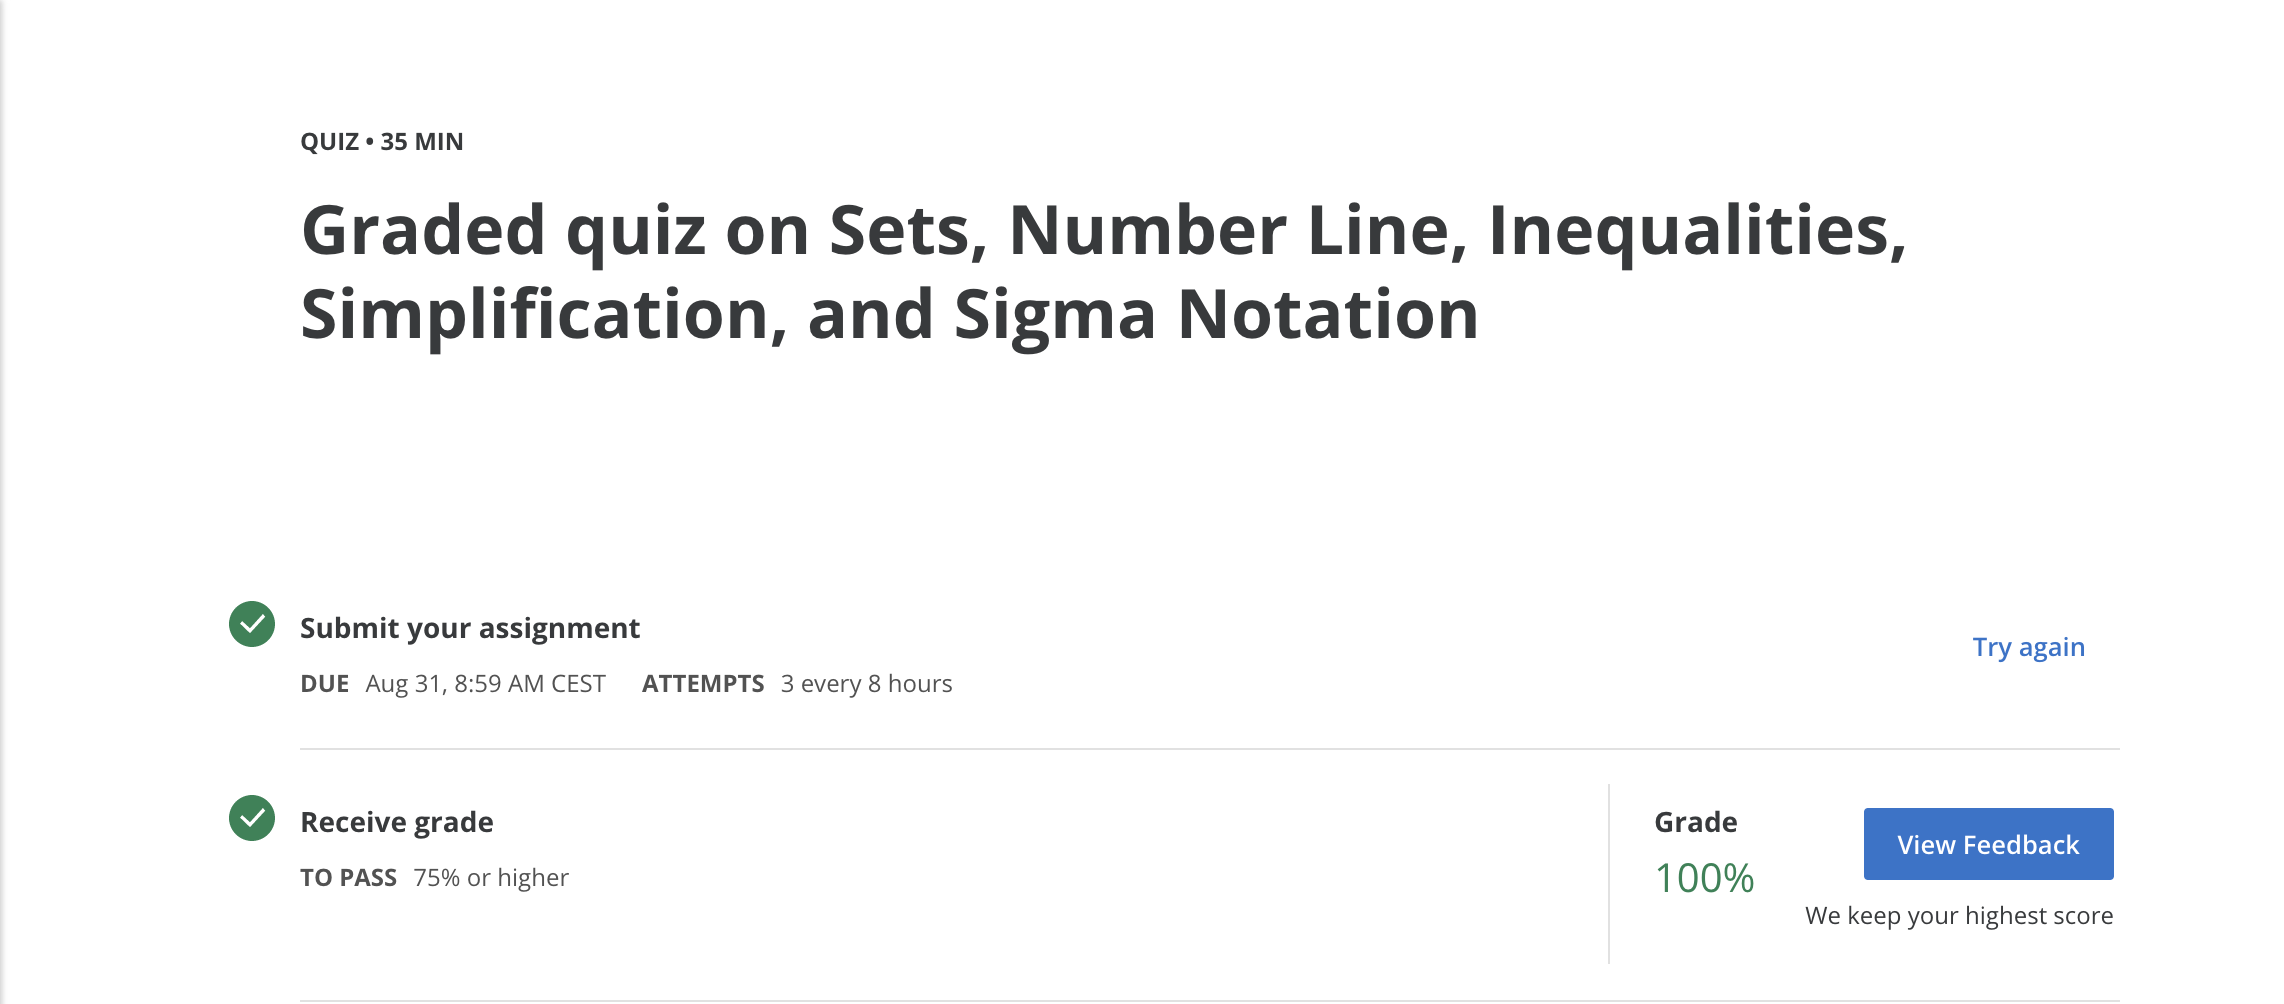 QUIZ • 35 MIN
Graded quiz on Sets, Number Line, Inequalities,
Simplification, and Sigma Notation
Submit your assignment
Try again
DUE Aug 31, 8:59 AM CEST ATTEMPTS 3 every 8 hours
Receive grade
TO PASS 75% or higher
Grade
100%
View Feedback
We keep your highest score